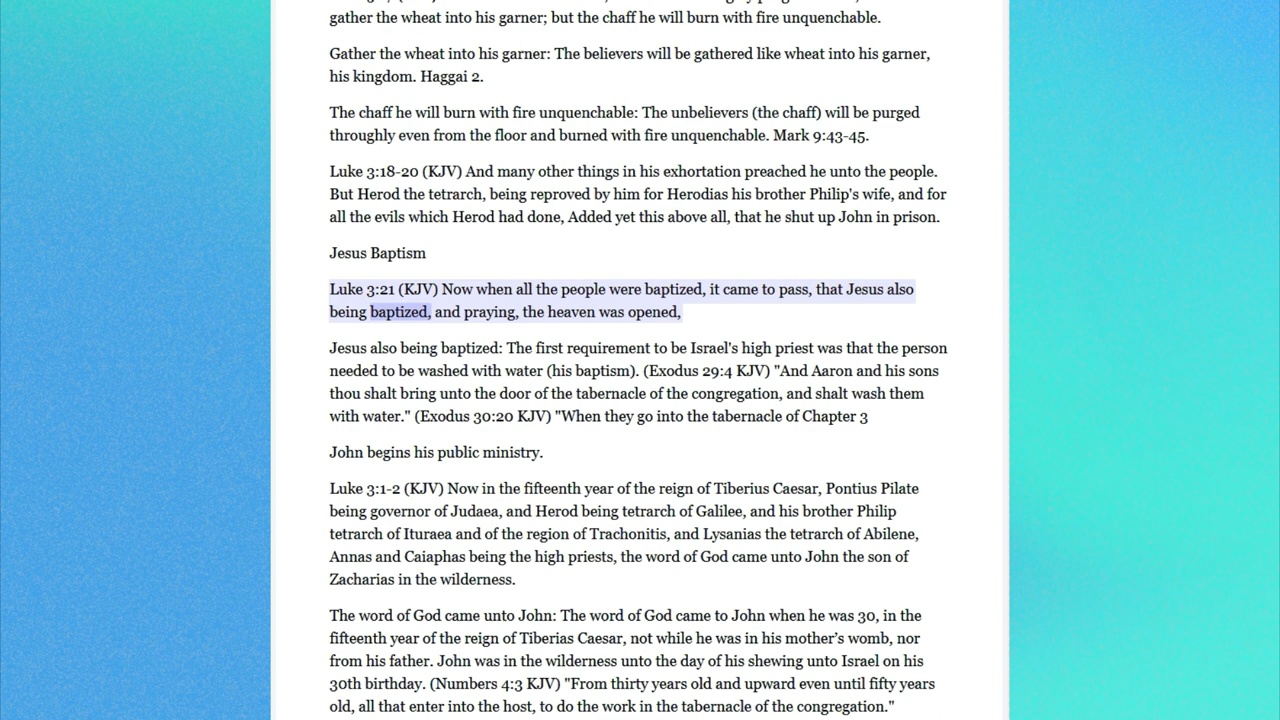 gather the wheat into his garner; but the chaff he will burn with fire unquenchable.
Gather the wheat into his garner: The believers will be gathered like wheat into his garner,
his kingdom. Haggai 2.
The chaff he will burn with fire unquenchable: The unbelievers (the chaff) will be purged
throughly even from the floor and burned with fire unquenchable. Mark 9:43-45.
Luke 3:18-20 (KJV) And many other things in his exhortation preached he unto the people.
But Herod the tetrarch, being reproved by him for Herodias his brother Philip's wife, and for
all the evils which Herod had done, Added yet this above all, that he shut up John in prison.
Jesus Baptism
Luke 3:21 (KJV) Now when all the people were baptized, it came to pass, that Jesus also
being baptized, and praying, the heaven was opened,
Jesus also being baptized: The first requirement to be Israel's high priest was that the person
needed to be washed with water (his baptism). (Exodus 29:4 KJV) "And Aaron and his sons
thou shalt bring unto the door of the tabernacle of the congregation, and shalt wash them
with water." (Exodus 30:20 KJV) "When they go into the tabernacle of Chapter 3
John begins his public ministry.
Luke 3:1-2 (KJV) Now in the fifteenth year of the reign of Tiberius Caesar, Pontius Pilate
being governor of Judaea, and Herod being tetrarch of Galilee, and his brother Philip
tetrarch of Ituraea and of the region of Trachonitis, and Lysanias the tetrarch of Abilene,
Annas and Caiaphas being the high priests, the word of God came unto John the son of
Zacharias in the wilderness.
The word of God came unto John: The word of God came to John when he was 30, in the
fifteenth year of the reign of Tiberias Caesar, not while he was in his mother’s womb, nor
from his father. John was in the wilderness unto the day of his shewing unto Israel on his
30th birthday. (Numbers 4:3 KJV) "From thirty years old and upward even until fifty years
old, all that enter into the host, to do the work in the tabernacle of the congregation."